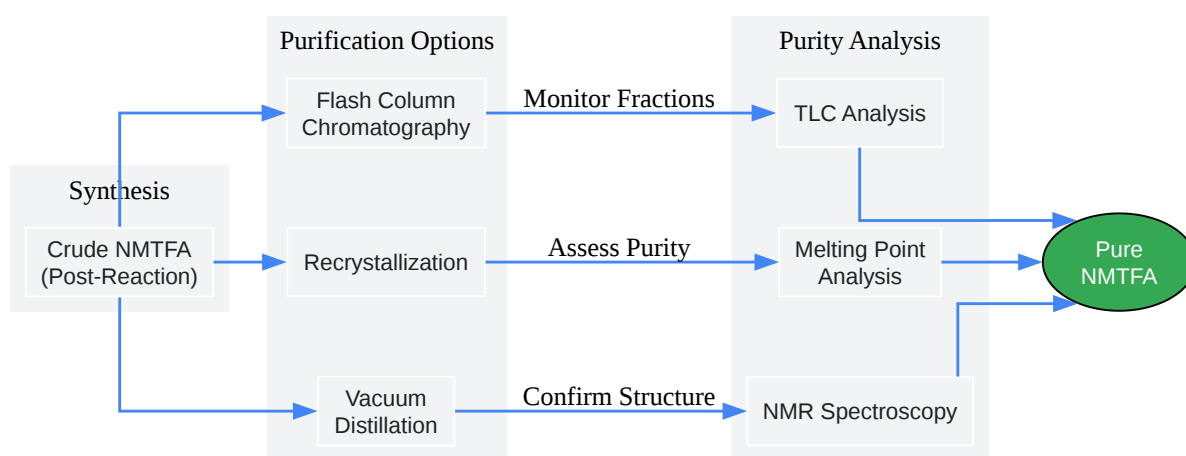 Purification Options
Purity Analysis
Flash Column
Chromatography
Monitor Fractions
TLC Analysis
Synthesis
Crude NMTFA
(Post-Reaction)
Recrystallization
Assess Purity
Melting Point
Analysis
Pure
NMTFA
Vacuum
Distillation
Confirm Structure
NMR Spectroscopy